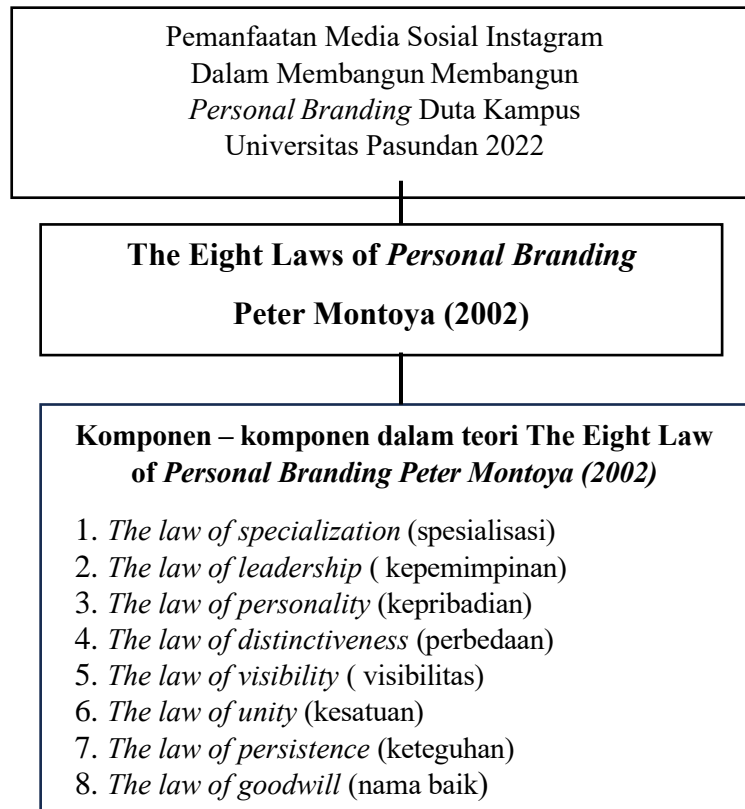 Pemanfaatan Media Sosial Instagram
Dalam Membangun Membangun
Personal Branding Duta Kampus
Universitas Pasundan 2022
The Eight Laws of Personal Branding
Peter Montoya (2002)
Komponen – komponen dalam teori The Eight Law
of Personal Branding Peter Montoya (2002)
1. The law of specialization (spesialisasi)
2. The law of leadership ( kepemimpinan)
3. The law of personality (kepribadian)
4. The law of distinctiveness (perbedaan)
5. The law of visibility ( visibilitas)
6. The law of unity (kesatuan)
7. The law of persistence (keteguhan)
8. The law of goodwill (nama baik)